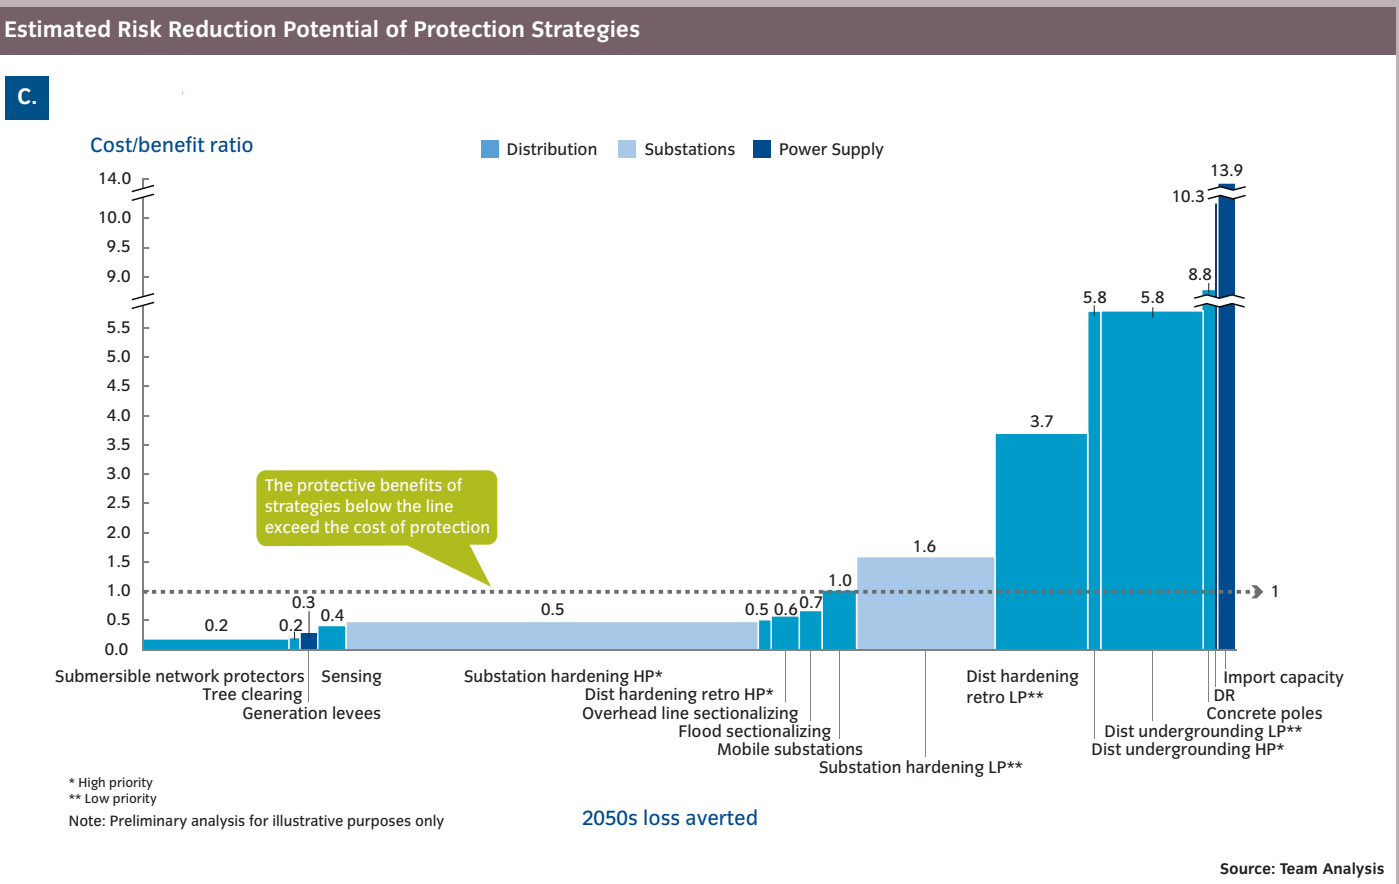 Estimated Risk Reduction Potential of Protection Strategies
C.
Cost/benefit ratio
Distribution
Substations
Power Supply
14.0
10.0
9.5
9.0
5.5
5.0
4.5
4.0
3.5
3.0
2.5
2.0
1.5
1.0
0.5
0.0
The protective benefits of
strategies below the line
exceed the cost of protection
0.2
0.2
0.3
0.4
0.5
0.5
0.6
0.7
1.0
1.6
3.7
5.8
5.8
8.8
10.3
13.9
1
Submersible network protectors
Tree clearing
Generation levees
Sensing
Substation hardening HP*
Dist hardening retro HP*
Overhead line sectionalizing
Flood sectionalizing
Mobile substations
Substation hardening LP**
Dist hardening
retro LP**
Import capacity
DR
Concrete poles
Dist undergrounding LP**
Dist undergrounding HP*
* High priority
** Low priority
Note: Preliminary analysis for illustrative purposes only
2050s loss averted
Source: Team Analysis